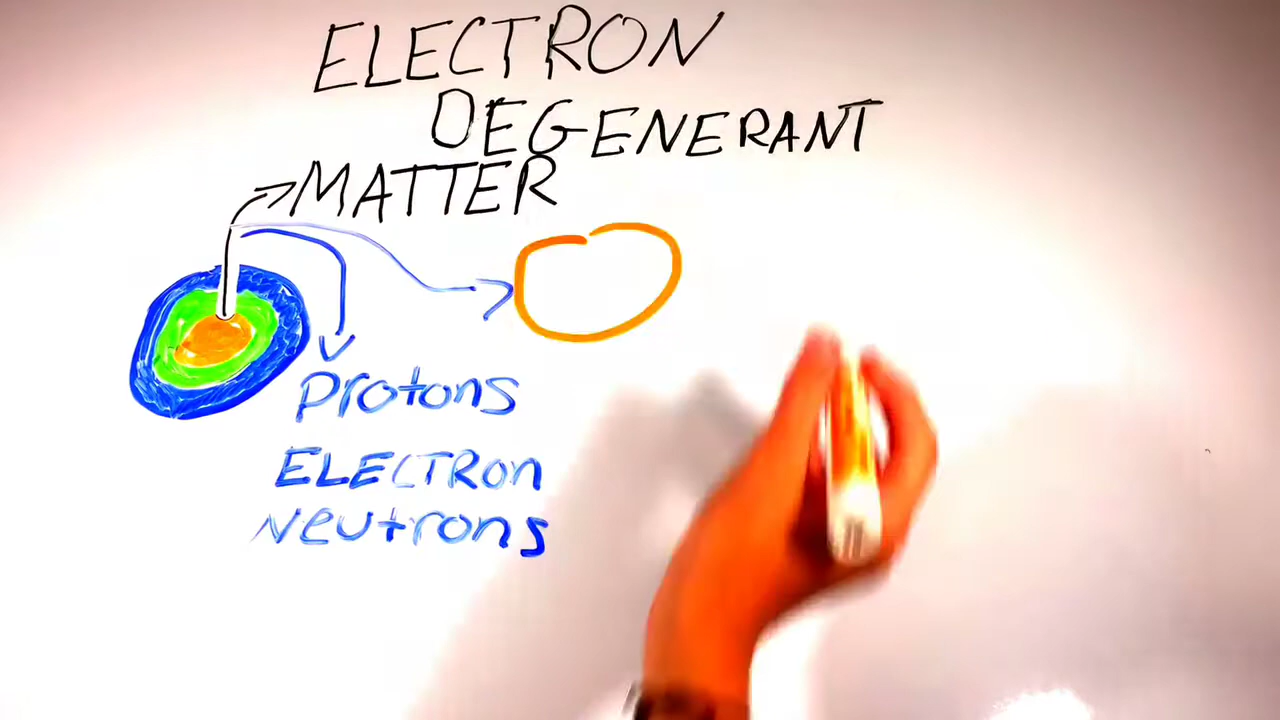 ELECTRON
DEGENERANT
MATTER
Protons
ELECTRON
Neutrons